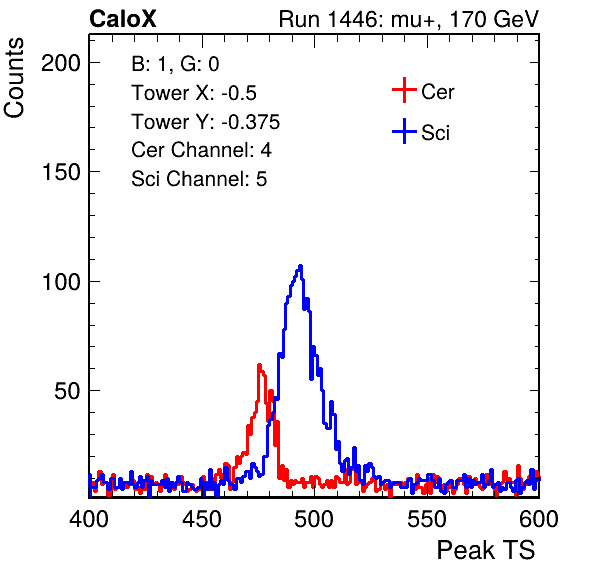 CaloX Run 1446: mu+, 170 GeV
Counts
200
150
100
50
B: 1, G: 0
Tower X: -0.5
Tower Y: -0.375
Cer Channel: 4
Sci Channel: 5
Cer
Sci
400 450 500 550 600
Peak TS